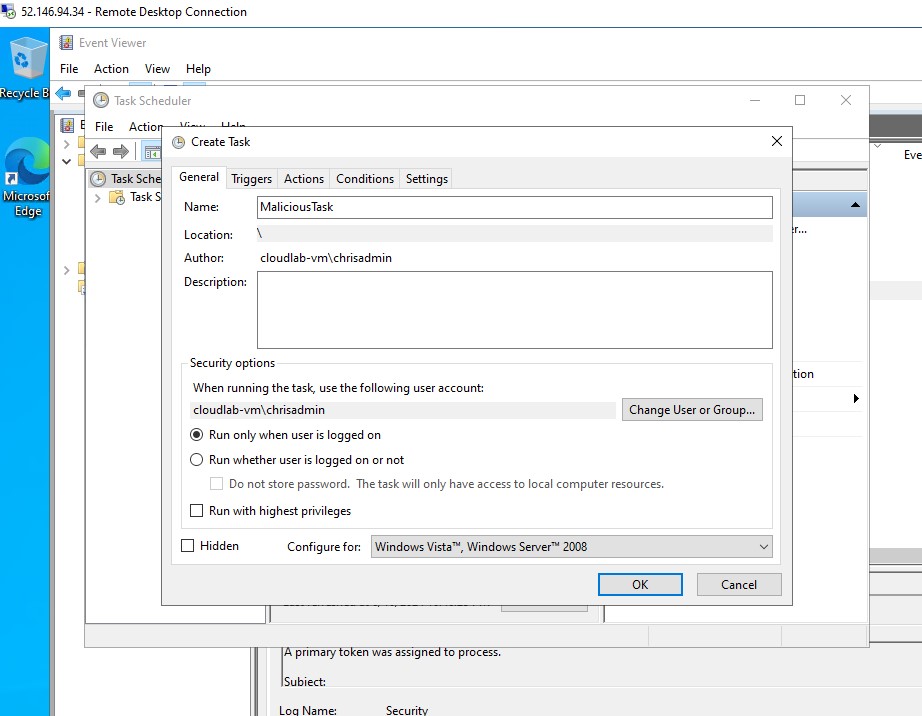 52.146.94.34 - Remote Desktop Connection
Recycle B
Microsof
Edge
Event Viewer
File Action View Help
Task Scheduler
File Action View Help
Task Sche
Task S
Create Task
General Triggers Actions Conditions Settings
Name: MaliciousTask
Location: \
Author: cloudlab-vm\chrisadmin
Description:
Security options
When running the task, use the following user account:
cloudlab-vm\chrisadmin
Change User or Group...
Run only when user is logged on
Run whether user is logged on or not
Do not store password. The task will only have access to local computer resources.
Run with highest privileges
Hidden
Configure for: Windows Vista™, Windows Server™ 2008
OK Cancel
Eve
er...
tion
A primary token was assigned to process.
Subject:
Log Name: Security